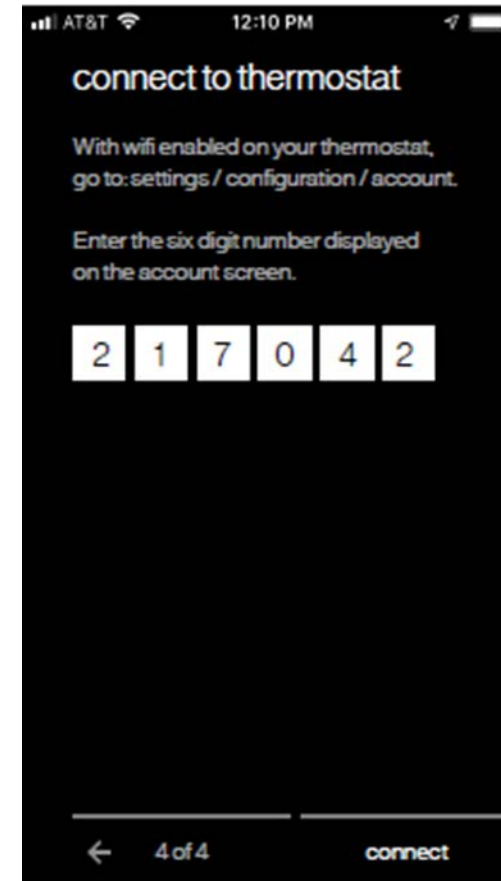 AT&T 12:10 PM
connect to thermostat
With wifi enabled on your thermostat,
go to: settings / configuration / account.
Enter the six digit number displayed
on the account screen.
2 1 7 0 4 2
4 of 4 connect